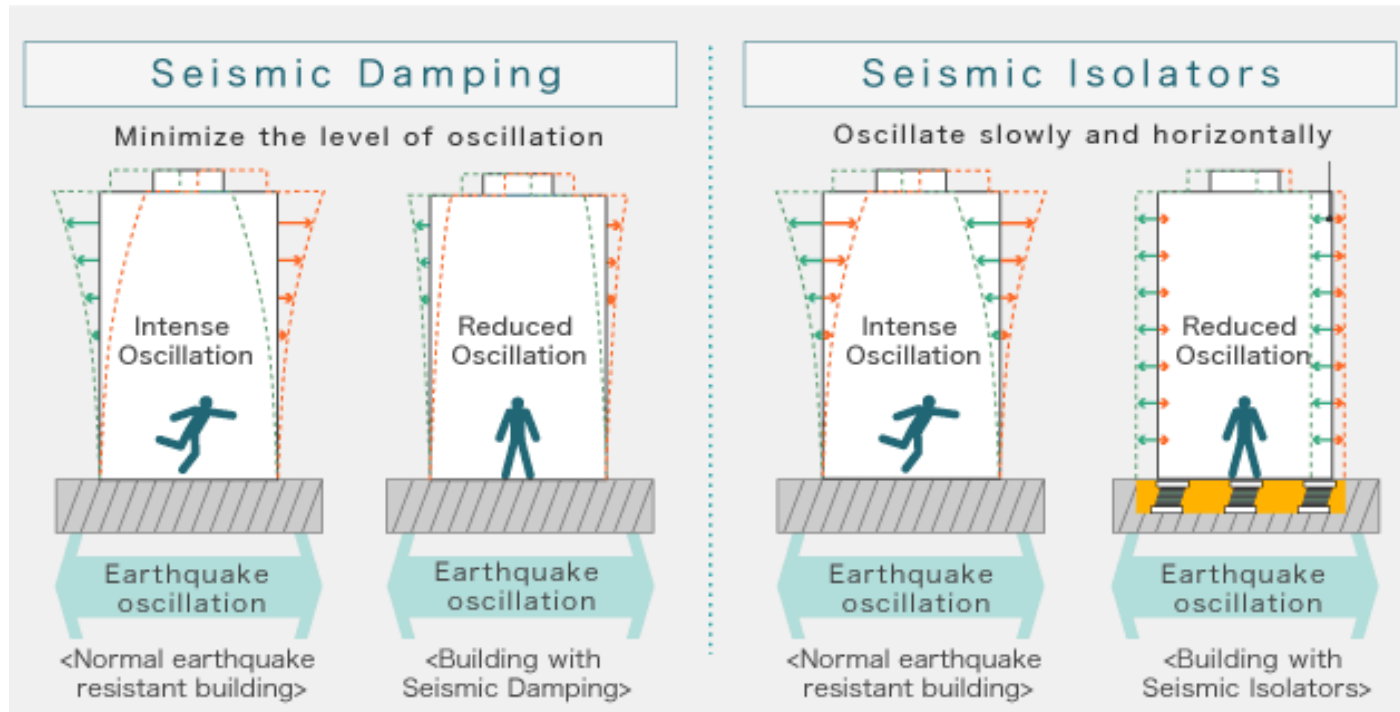 Seismic Damping
Minimize the level of oscillation
Intense
Oscillation
Reduced
Oscillation
Earthquake
oscillation
Earthquake
oscillation
<Normal earthquake
resistant building>
<Building with
Seismic Damping>
Seismic Isolators
Oscillate slowly and horizontally
Intense
Oscillation
Reduced
Oscillation
Earthquake
oscillation
Earthquake
oscillation
<Normal earthquake
resistant building>
<Building with
Seismic Isolators>